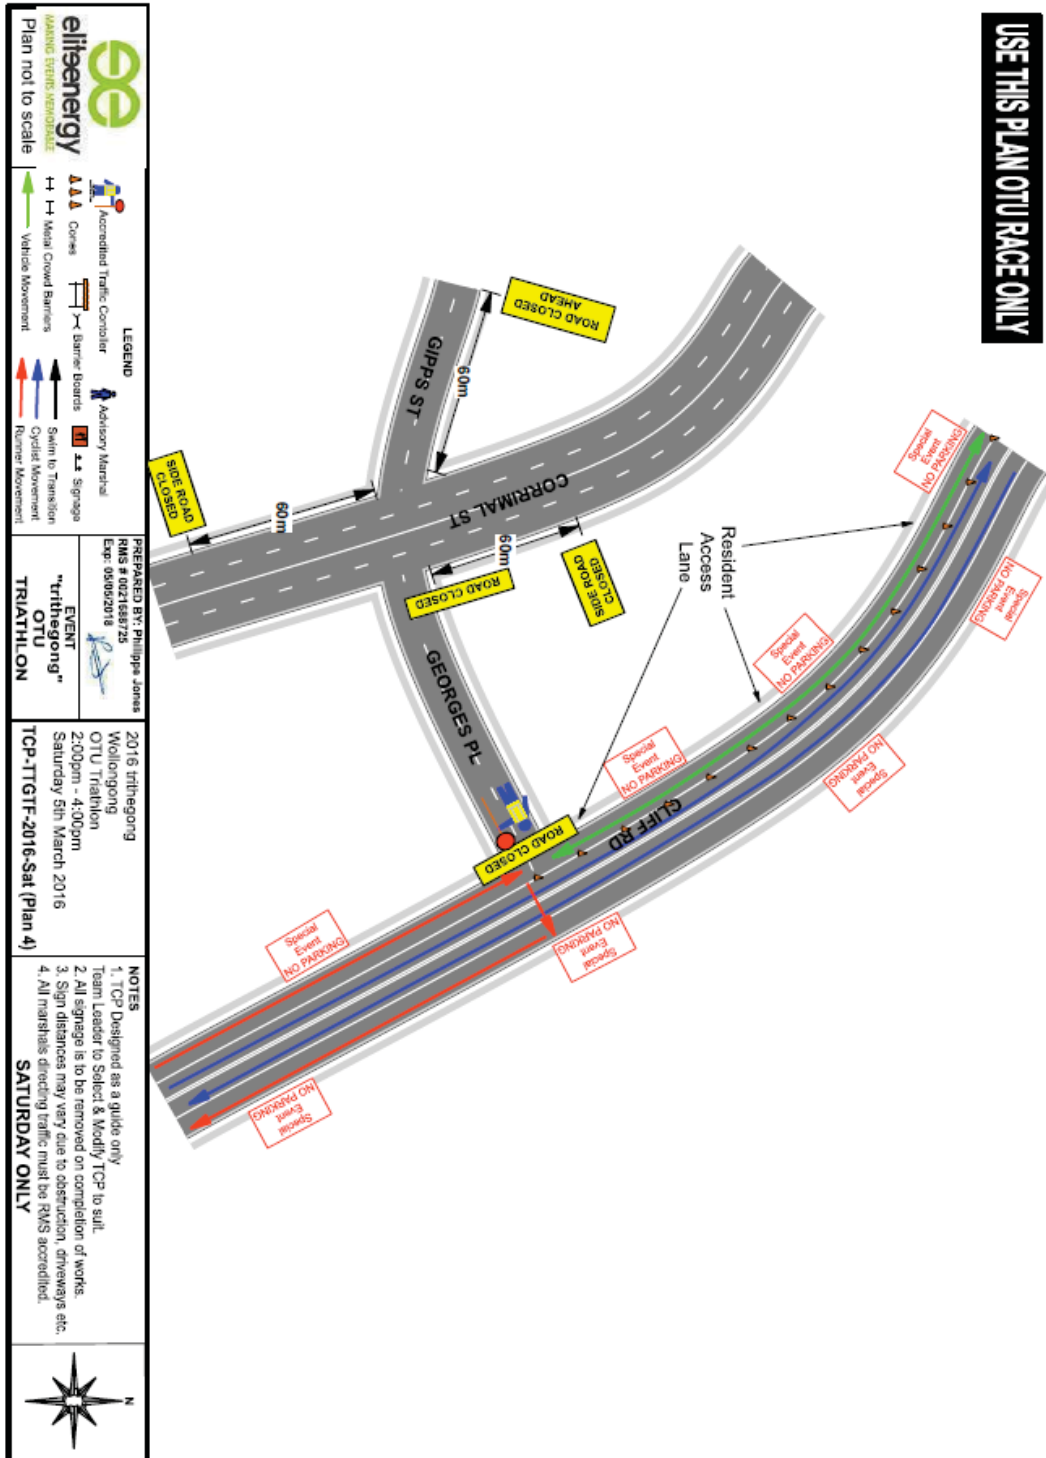 USE THIS PLAN OTU RACE ONLY
ROAD CLOSED
AHEAD
60m
GIPPS ST
CORRIMAL ST
SIDE ROAD
CLOSED
60m
60m
SIDE ROAD
CLOSED
ROAD CLOSED
GEORGES PL
ROAD CLOSED
CLIFF RD
Resident
Access
Lane
Special
Event
NO PARKING
Special
Event
NO PARKING
Special
Event
NO PARKING
Special
Event
NO PARKING
Special
Event
NO PARKING
Special
Event
NO PARKING
Special
Event
NO PARKING
Special
Event
NO PARKING
ee
eliteenergy
MAKING EVENTS MEMORABLE
Plan not to scale
LEGEND
Accredited Traffic Contoller
Advisory Marshal
Cones
Barrier Boards
Signage
Metal Crowd Barriers
Swim to Transition
Cyclist Movement
Vehicle Movement
Runner Movement
PREPARED BY: Philippe Jones
RMS # 0021688725
Exp: 05/05/2018
EVENT
"trithegong"
OTU
TRIATHLON
2016 trithegong
Wollongong
OTU Triathlon
2:00pm - 4:00pm
Saturday 5th March 2016
TCP-TTGTF-2016-Sat (Plan 4)
NOTES
1. TCP Designed as a guide only
Team Leader to Select & Modify TCP to suit.
2. All signage is to be removed on completion of works.
3. Sign distances may vary due to obstruction, driveways etc.
4. All marshals directing traffic must be RMS accredited.
SATURDAY ONLY
N